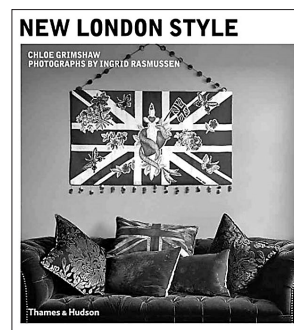 NEW LONDON STYLE
CHLOE GRIMSHAW
PHOTOGRAPHS BY INGRID RASMUSSEN
Thames & Hudson